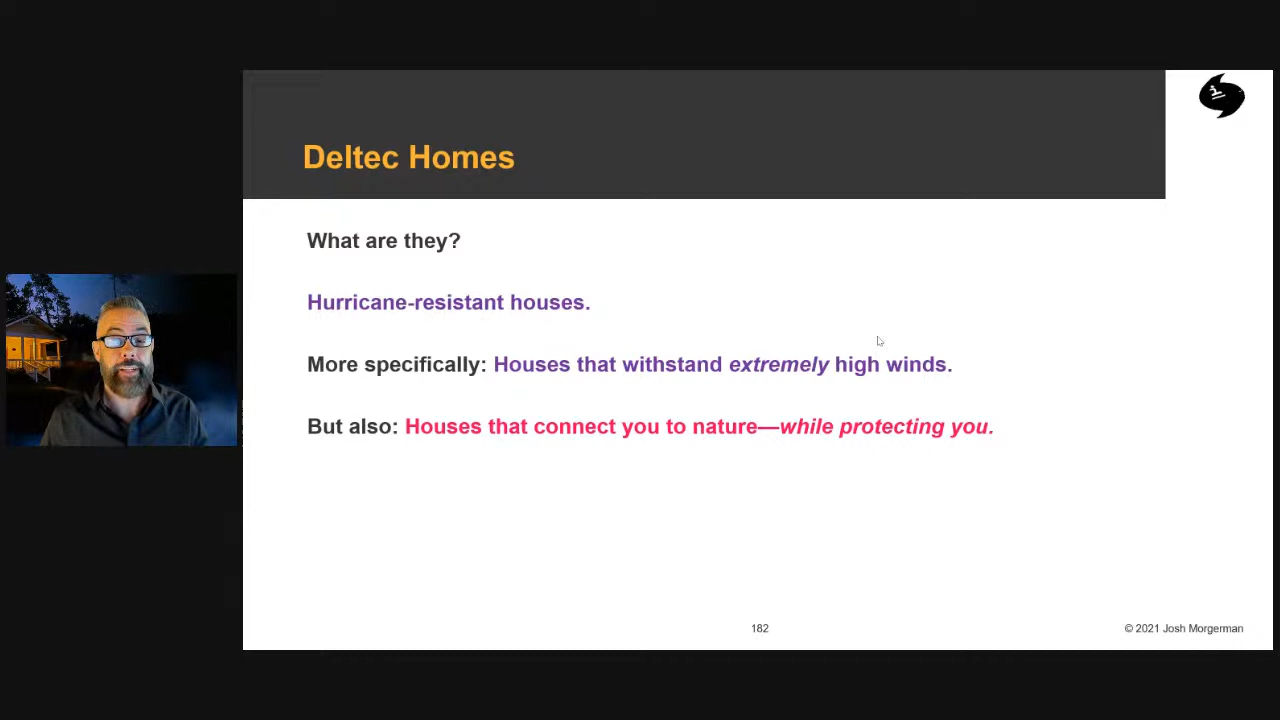 Deltec Homes
What are they?
Hurricane-resistant houses.
More specifically: Houses that withstand extremely high winds.
But also: Houses that connect you to nature—while protecting you.
182
© 2021 Josh Morgerman